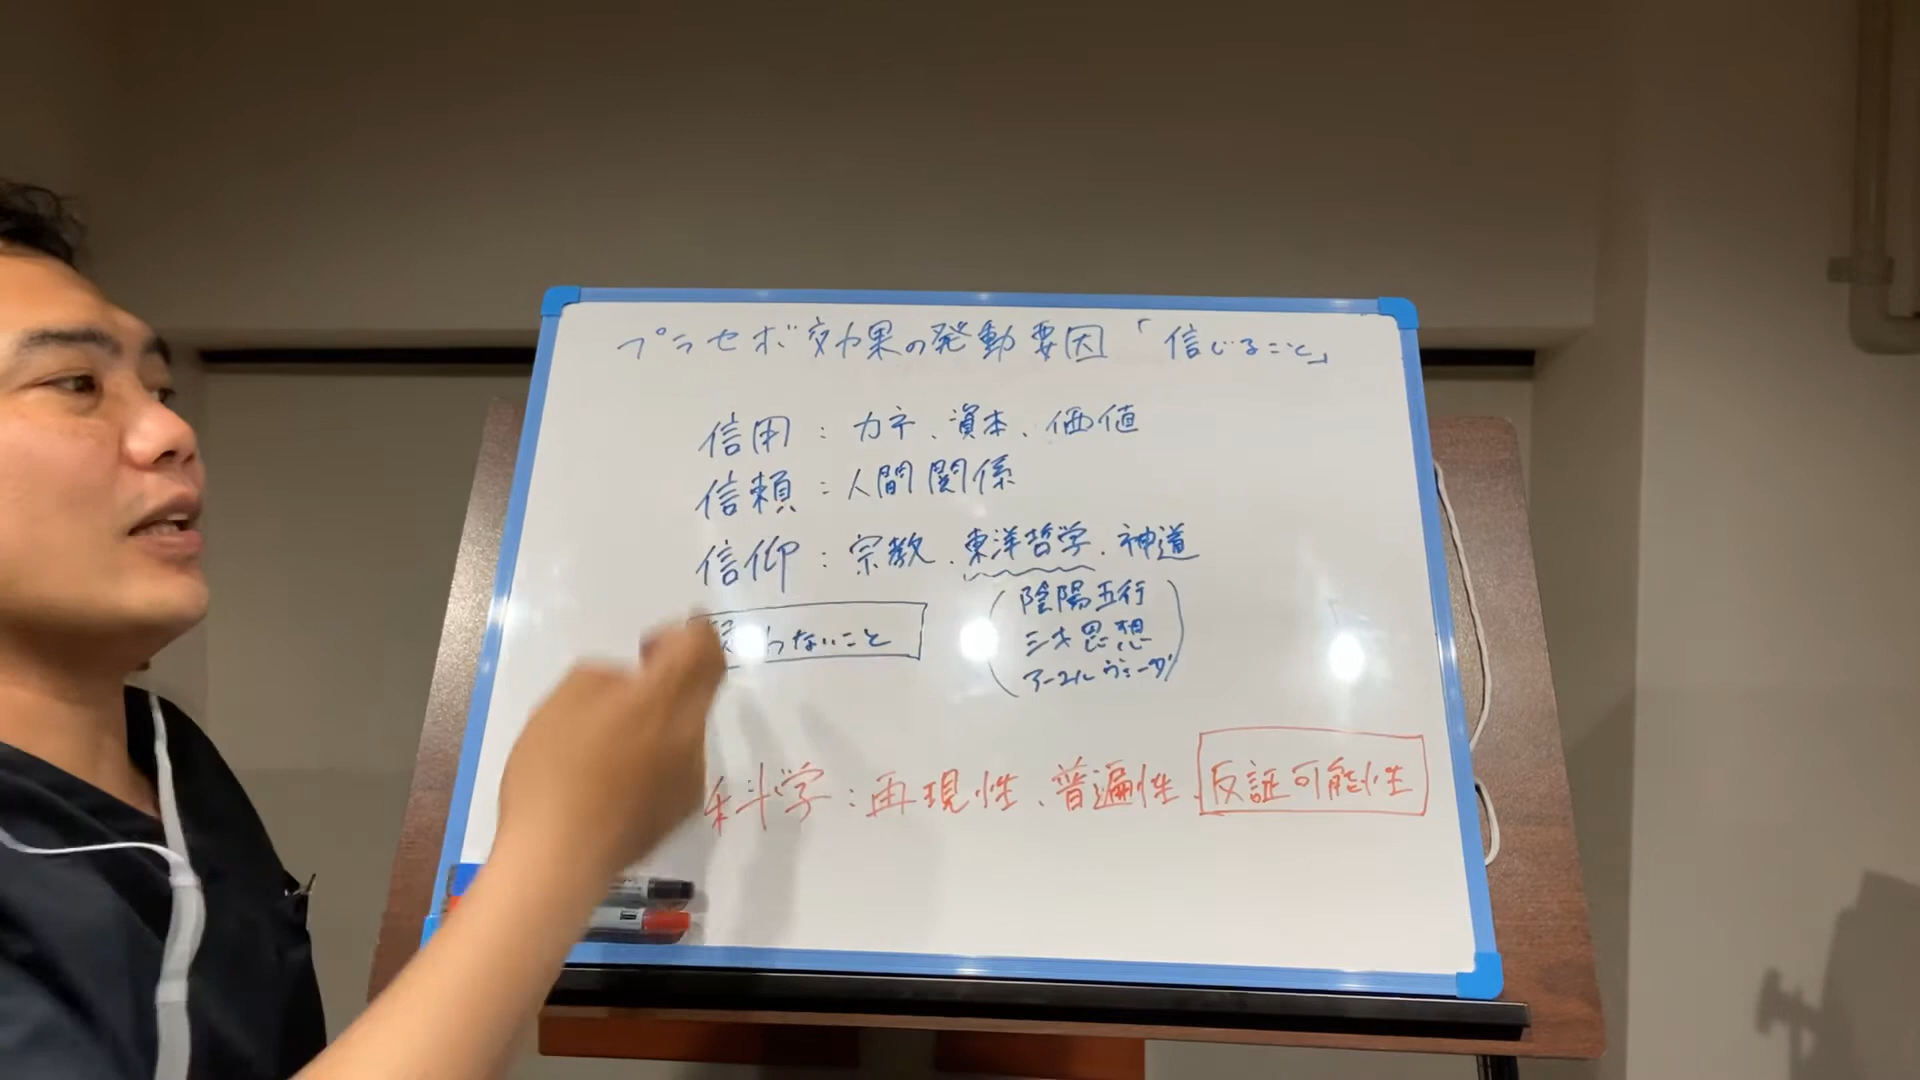 プラセボ効果の発動要因「信じること」
信用：カネ、資本、価値
信頼：人間関係
信仰：宗教、東洋哲学、神道
(陰陽五行
三才思想
アーユルヴェーダ)
わないこと
科学：再現性、普遍性、反証可能性